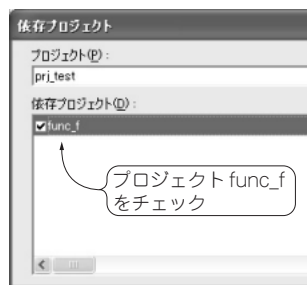 依存プロジェクト
プロジェクト(P):
prj_test
依存プロジェクト(D):
func_f
プロジェクト func_f
をチェック